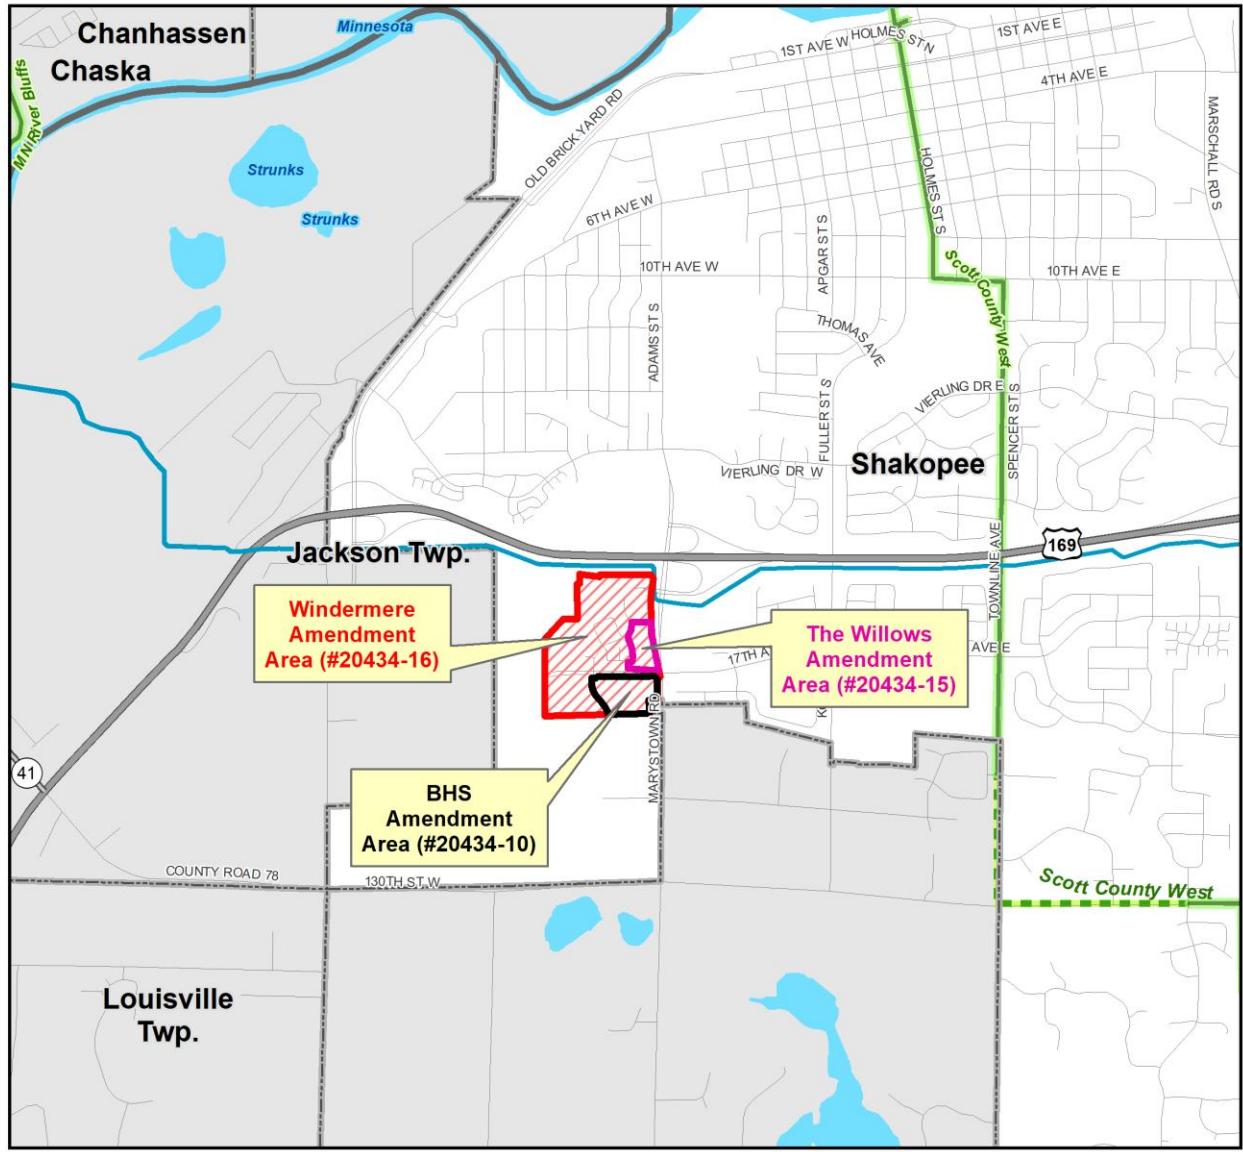 Chanhassen
Chaska
Minnesota
MN River Bluffs
Strunks
Strunks
OLD BRICK YARD RD
1ST AVE W
HOLMES ST N
1ST AVE E
4TH AVE E
MARSCHALL RD S
HOLMES ST S
6TH AVE W
10TH AVE W
APGAR ST S
Scott County West
10TH AVE E
ADAMS ST S
THOMAS AVE
VIERLING DR E
FULLER ST S
SPENCER ST S
VIERLING DR W
Shakopee
169
TOWNLINE AVE
Jackson Twp.
Windermere
Amendment
Area (#20434-16)
The Willows
Amendment
Area (#20434-15)
17TH A
AVE E
MARYSTOWN RD
41
BHS
Amendment
Area (#20434-10)
COUNTY ROAD 78
130TH ST W
Scott County West
Louisville
Twp.